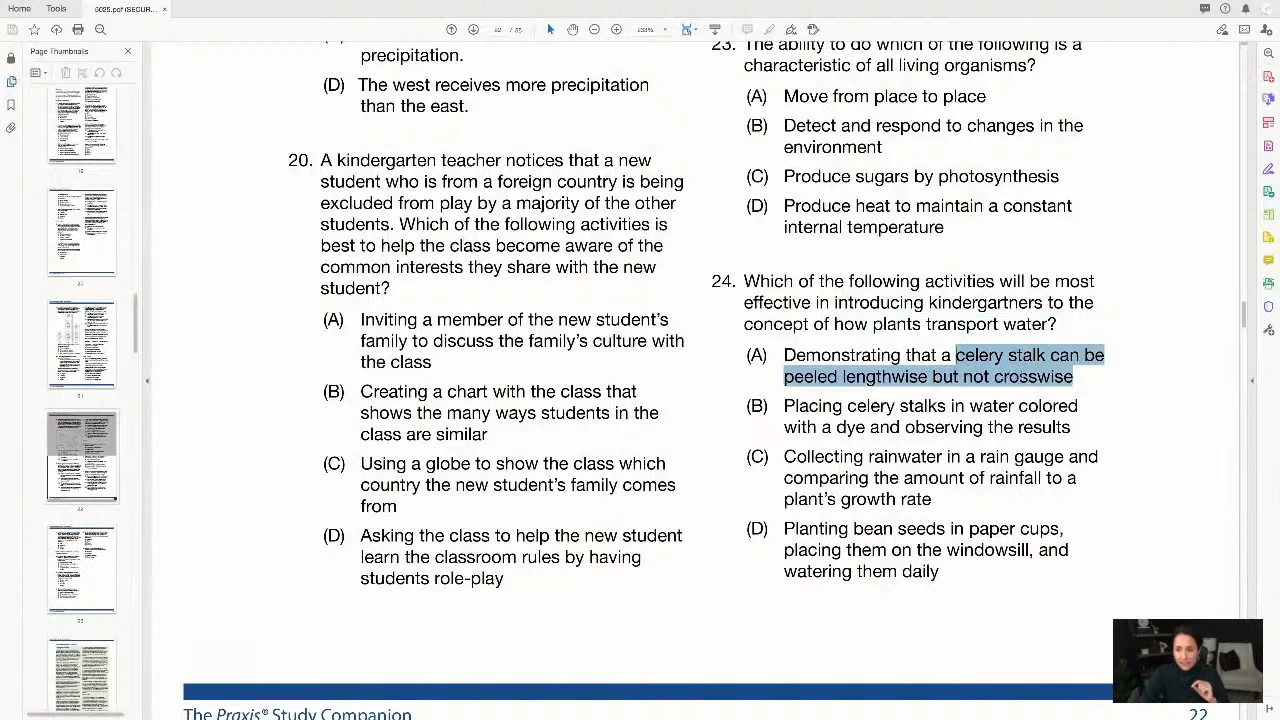 Home
Tools
5025.pdf (SECUR...
Page Thumbnails
19
20
21
22
23
precipitation.
(D) The west receives more precipitation
than the east.
20. A kindergarten teacher notices that a new
student who is from a foreign country is being
excluded from play by a majority of the other
students. Which of the following activities is
best to help the class become aware of the
common interests they share with the new
student?
(A) Inviting a member of the new student's
family to discuss the family's culture with
the class
(B) Creating a chart with the class that
shows the many ways students in the
class are similar
(C) Using a globe to show the class which
country the new student's family comes
from
(D) Asking the class to help the new student
learn the classroom rules by having
students role-play
23. The ability to do which of the following is a
characteristic of all living organisms?
(A) Move from place to place
(B) Detect and respond to changes in the
environment
(C) Produce sugars by photosynthesis
(D) Produce heat to maintain a constant
internal temperature
24. Which of the following activities will be most
effective in introducing kindergartners to the
concept of how plants transport water?
(A) Demonstrating that a celery stalk can be
peeled lengthwise but not crosswise
(B) Placing celery stalks in water colored
with a dye and observing the results
(C) Collecting rainwater in a rain gauge and
comparing the amount of rainfall to a
plant's growth rate
(D) Planting bean seeds in paper cups,
placing them on the windowsill, and
watering them daily
The Praxis® Study Companion
22